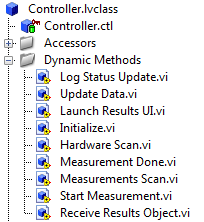 Controller.lvclass
Controller.ctl
Accessors
Dynamic Methods
Log Status Update.vi
Update Data.vi
Launch Results UI.vi
Initialize.vi
Hardware Scan.vi
Measurement Done.vi
Measurements Scan.vi
Start Measurement.vi
Receive Results Object.vi